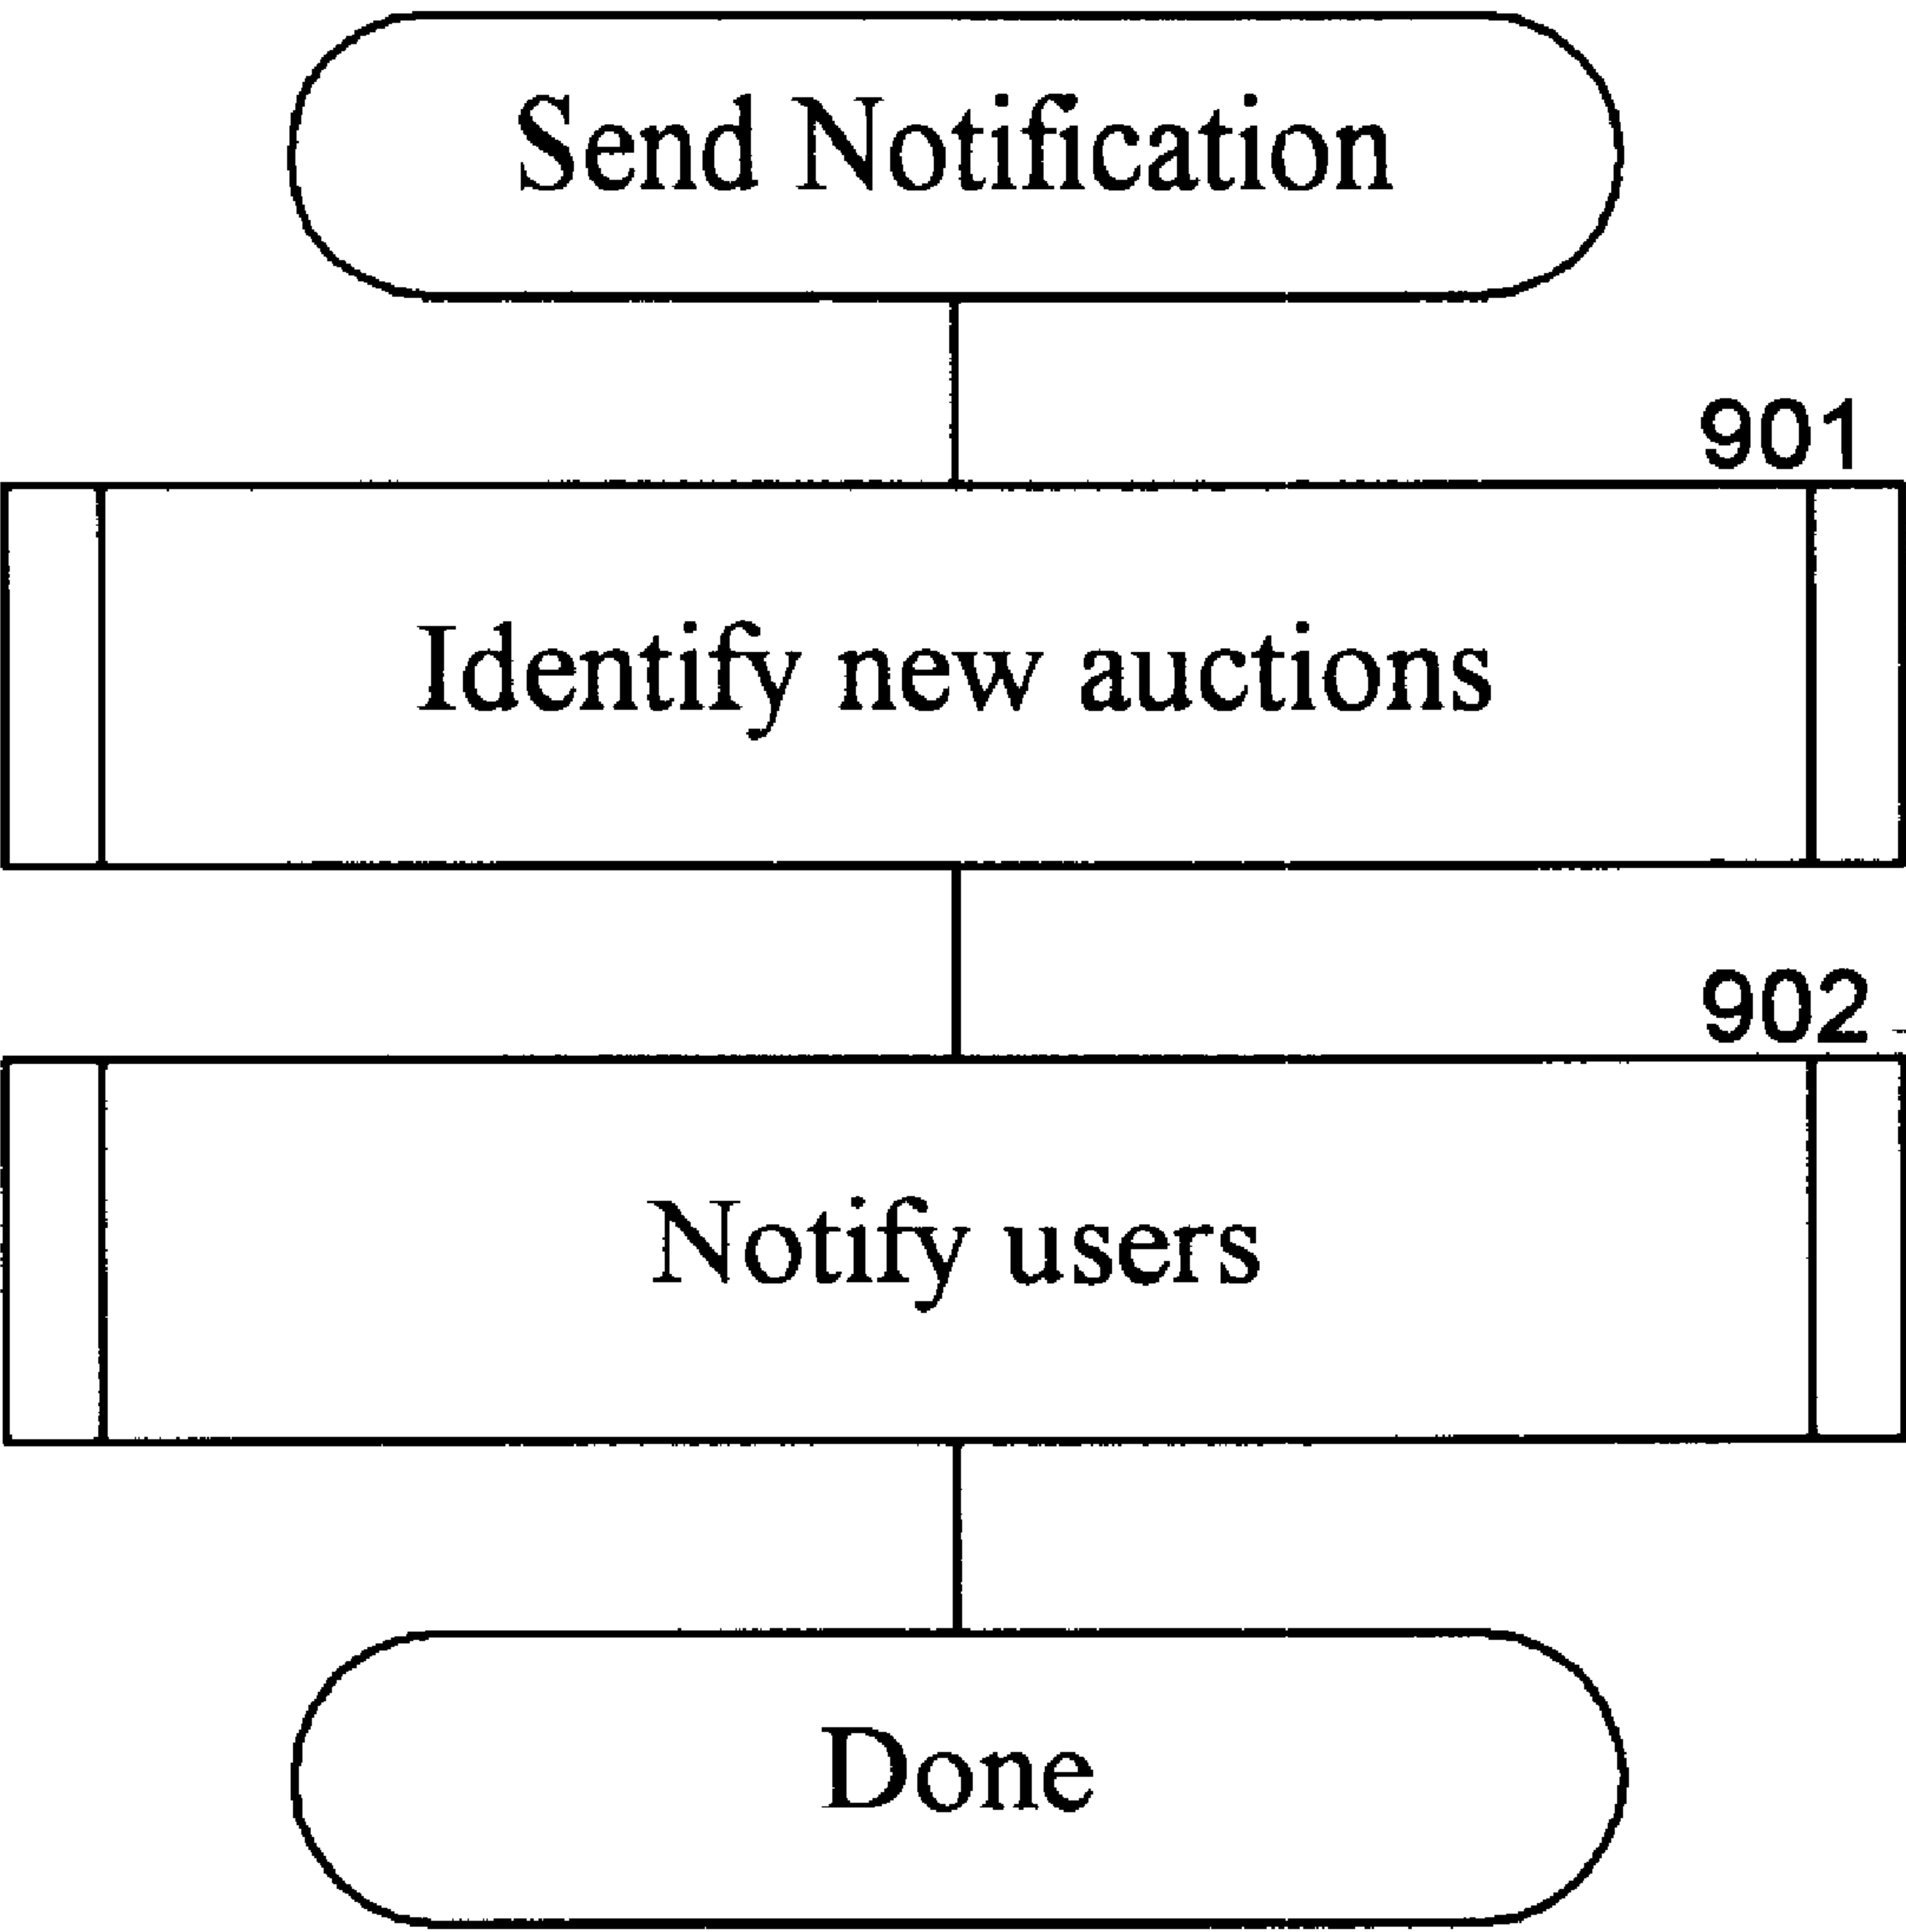 Send Notification
901
Identify new auctions
902
Notify users
Done